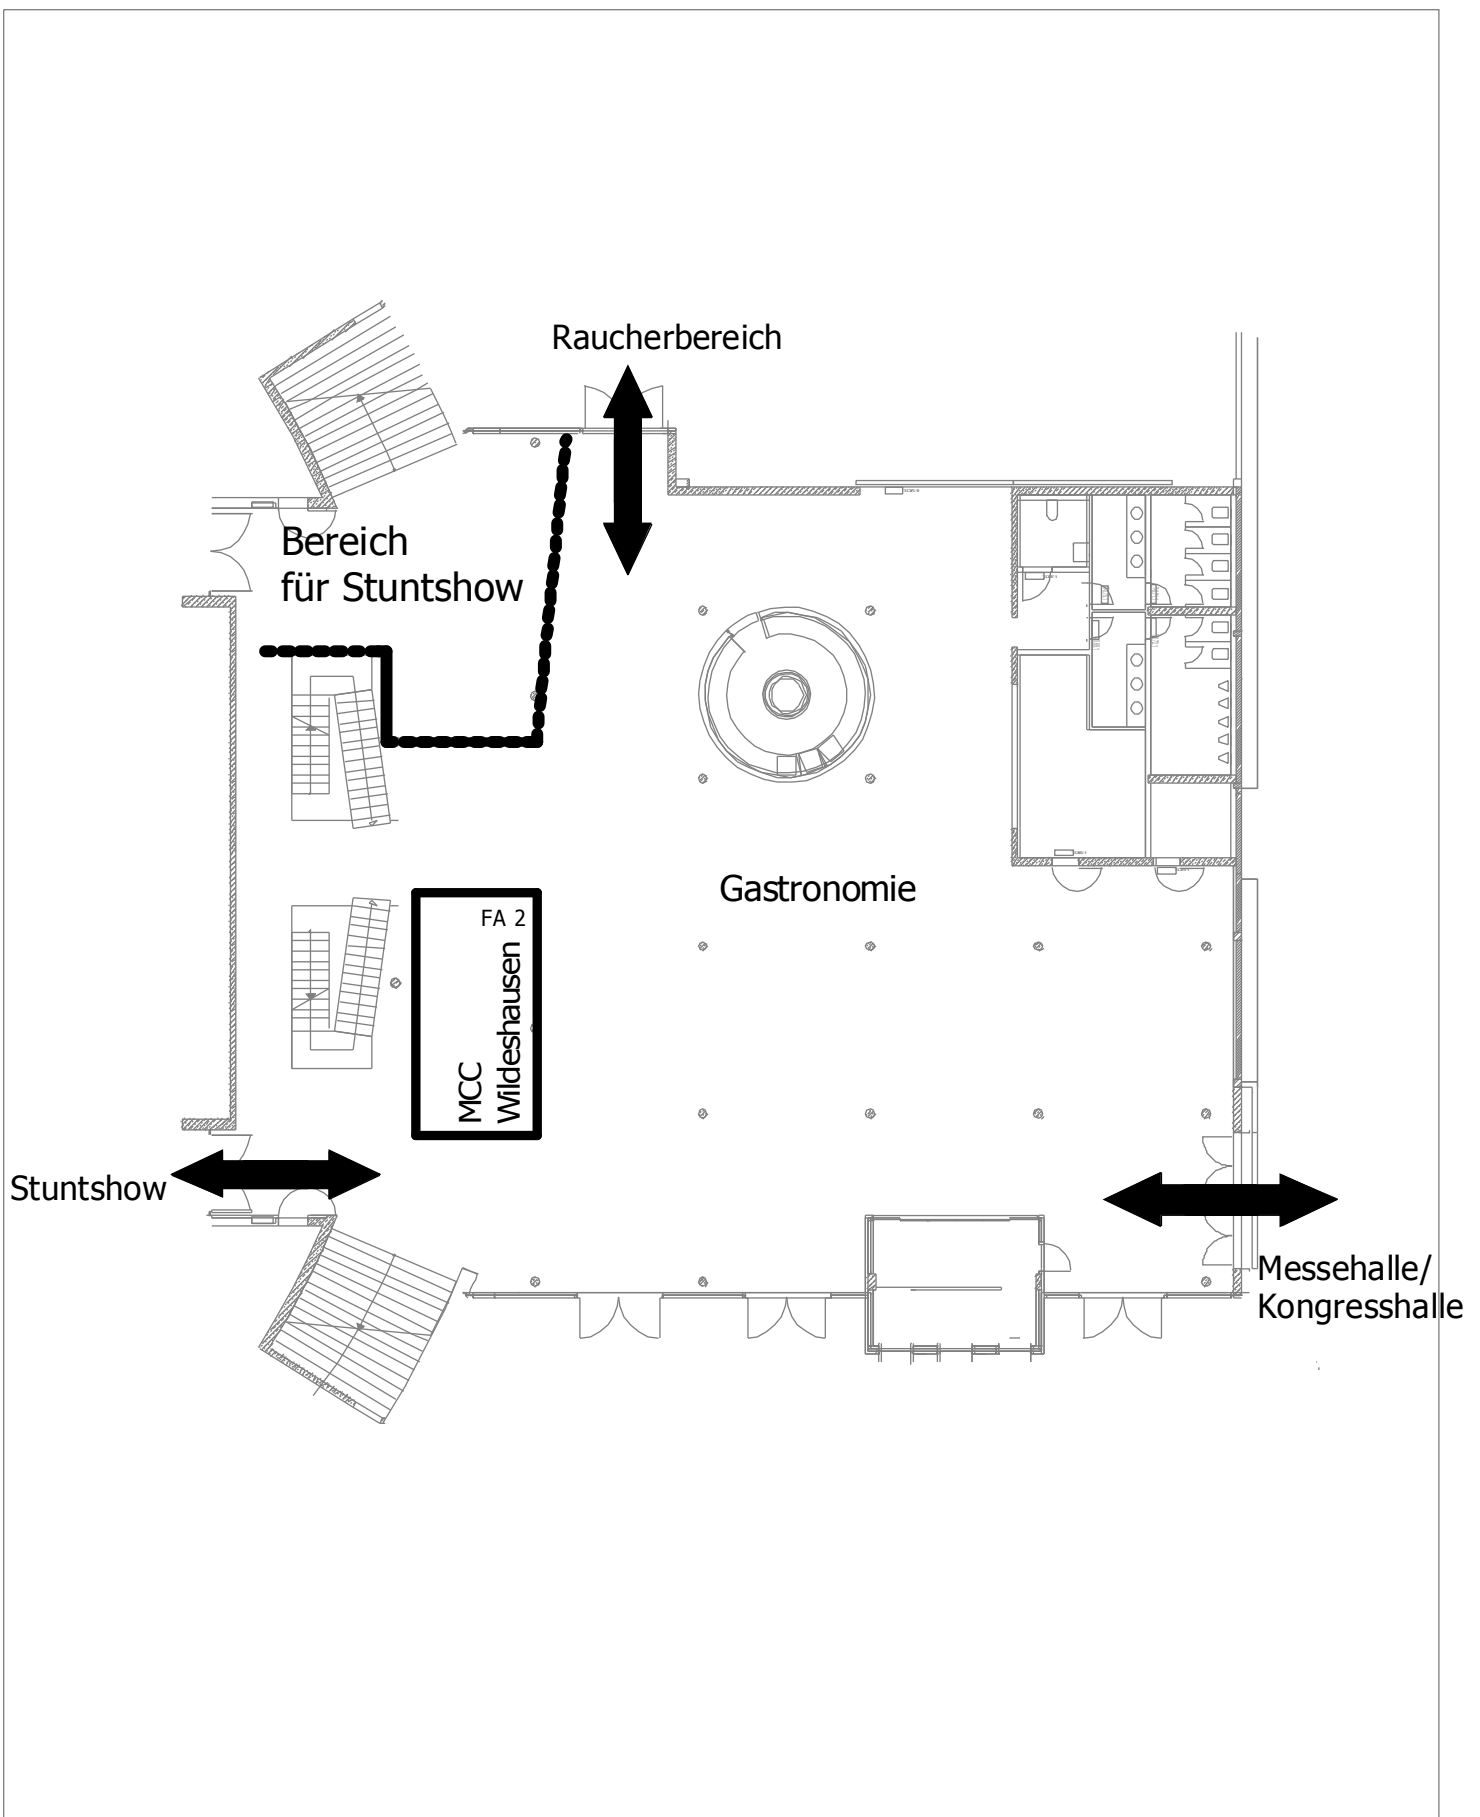 Raucherbereich
Bereich
für Stuntshow
Gastronomie
FA 2
MCC
Wildeshausen
Stuntshow
Messehalle/
Kongresshalle